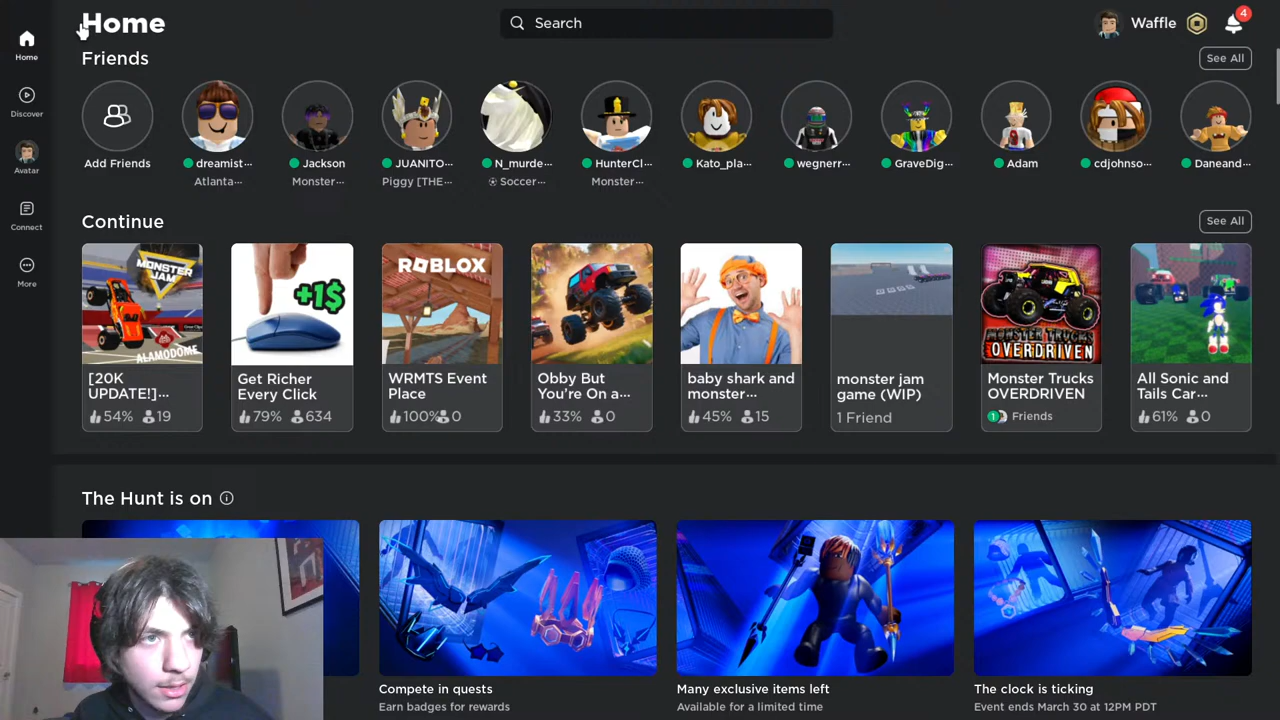 Home
Search
Waffle
4
Home
Discover
Avatar
Connect
More
Friends
See All
Add Friends
dreamist···
Atlanta···
Jackson
Monster···
JUANITO···
Piggy [THE···
N_murde···
Soccer···
HunterCl···
Monster···
Kato_pla···
wegnerr···
GraveDig···
Adam
cdjohnso···
Daneand···
Continue
See All
MONSTER JAM
ALAMODOME
[20K
UPDATE!]...
54% 19
+1$
Get Richer
Every Click
79% 634
ROBLOX
WRMTS Event
Place
100% 0
Obby But
You're On a...
33% 0
baby shark and
monster...
45% 15
monster jam
game (WIP)
1 Friend
MONSTER TRUCKS
OVERDRIVEN
Monster Trucks
OVERDRIVEN
1 Friends
All Sonic and
Tails Car...
61% 0
The Hunt is on
Compete in quests
Earn badges for rewards
Many exclusive items left
Available for a limited time
The clock is ticking
Event ends March 30 at 12PM PDT